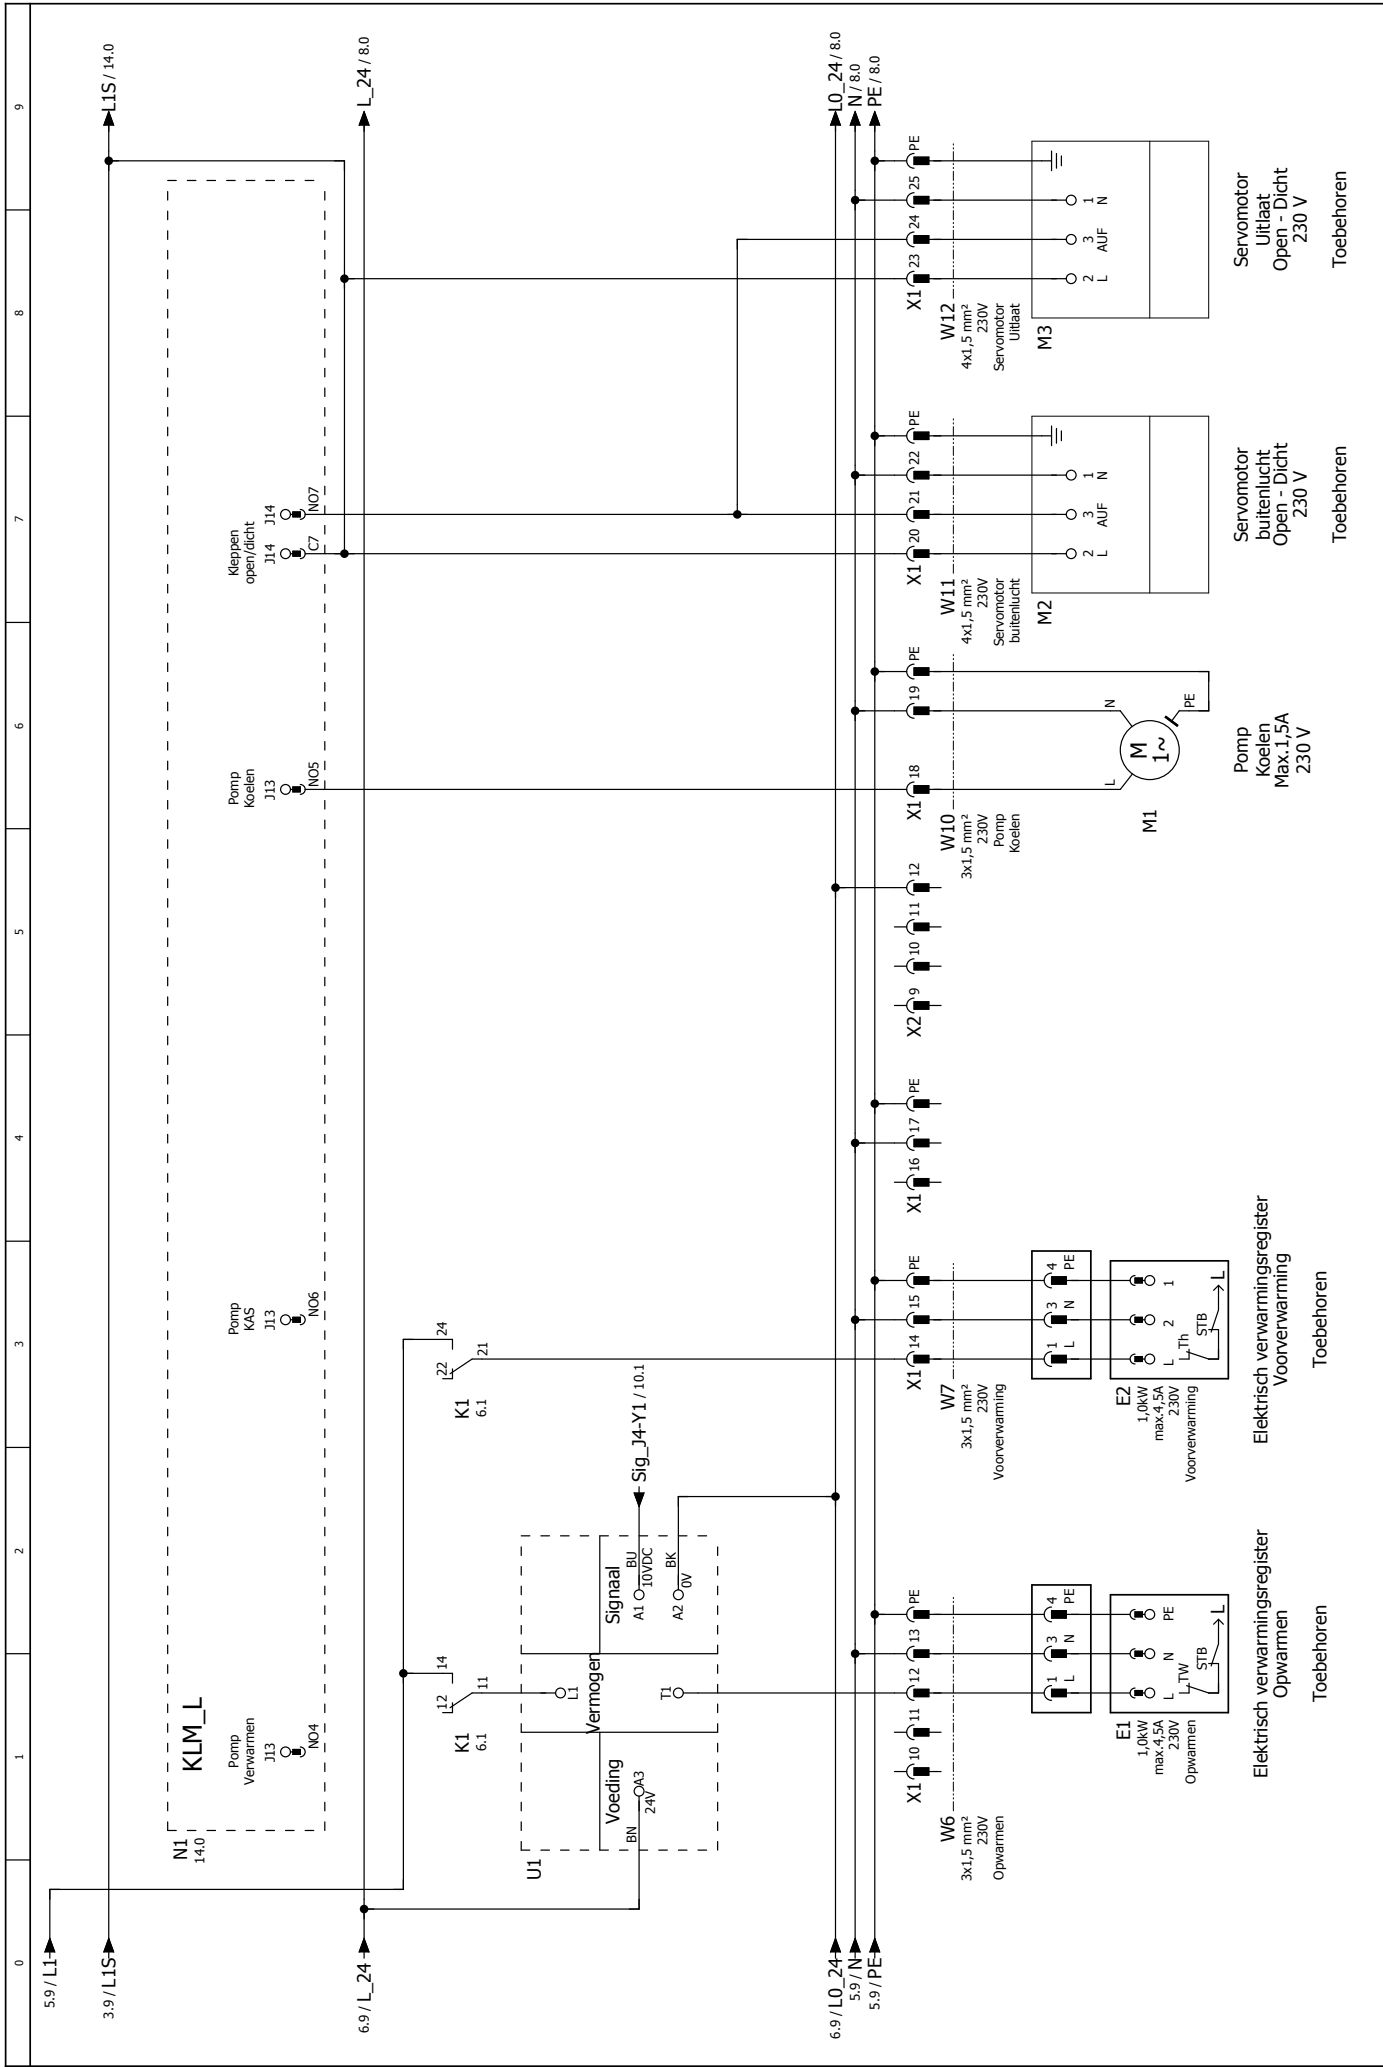 0
1
2
3
4
5
6
7
8
9
5.9 / L1
3.9 / L1S
L1S / 14.0
N1
14.0
KLM_L
Pomp
Verwarmen
J13
NO4
Pomp
KAS
J13
NO6
Pomp
Koelen
J13
NO5
Kleppen
open/dicht
J14
C7
J14
NO7
6.9 / L_24
L_24 / 8.0
K1
6.1
12
14
11
K1
6.1
22
24
21
U1
Voeding
BN
A3
24V
Vermogen
L1
T1
Signaal
A1
BU
10VDC
A2
BK
0V
Sig_J4-Y1 / 10.1
6.9 / L0_24
L0_24 / 8.0
5.9 / N
N / 8.0
5.9 / PE
PE / 8.0
X1 10 11 12 13 PE
X1 14 15 PE
X1 16 17 PE
X2 9 10 11 12
X1 18 19 PE
X1 20 21 22 PE
X1 23 24 25 PE
W6
3x1,5 mm²
230V
Opwarmen
W7
3x1,5 mm²
230V
Voorverwarming
W10
3x1,5 mm²
230V
Pomp
Koelen
W11
4x1,5 mm²
230V
Servomotor
buitenlucht
W12
4x1,5 mm²
230V
Servomotor
Uitlaat
1 3 4
L N PE
E1
1,0kW
max.4,5A
230V
Opwarmen
L N PE
TW
STB
L
1 3 4
L N PE
E2
1,0kW
max.4,5A
230V
Voorverwarming
L 2 1
Th
STB
L
M1
L
N
M
1~
PE
M2
2 3 1
L AUF N
M3
2 3 1
L AUF N
Elektrisch verwarmingsregister
Opwarmen
Toebehoren
Elektrisch verwarmingsregister
Voorverwarming
Toebehoren
Pomp
Koelen
Max.1,5A
230 V
Servomotor
buitenlucht
Open - Dicht
230 V
Toebehoren
Servomotor
Uitlaat
Open - Dicht
230 V
Toebehoren